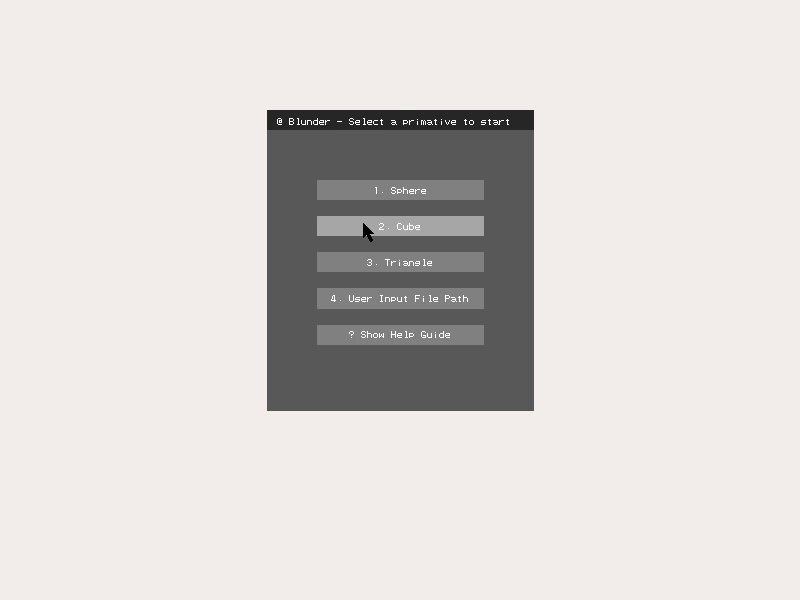 @ Blunder - Select a primative to start
1. Sphere
2. Cube
3. Triangle
4. User Input File Path
? Show Help Guide